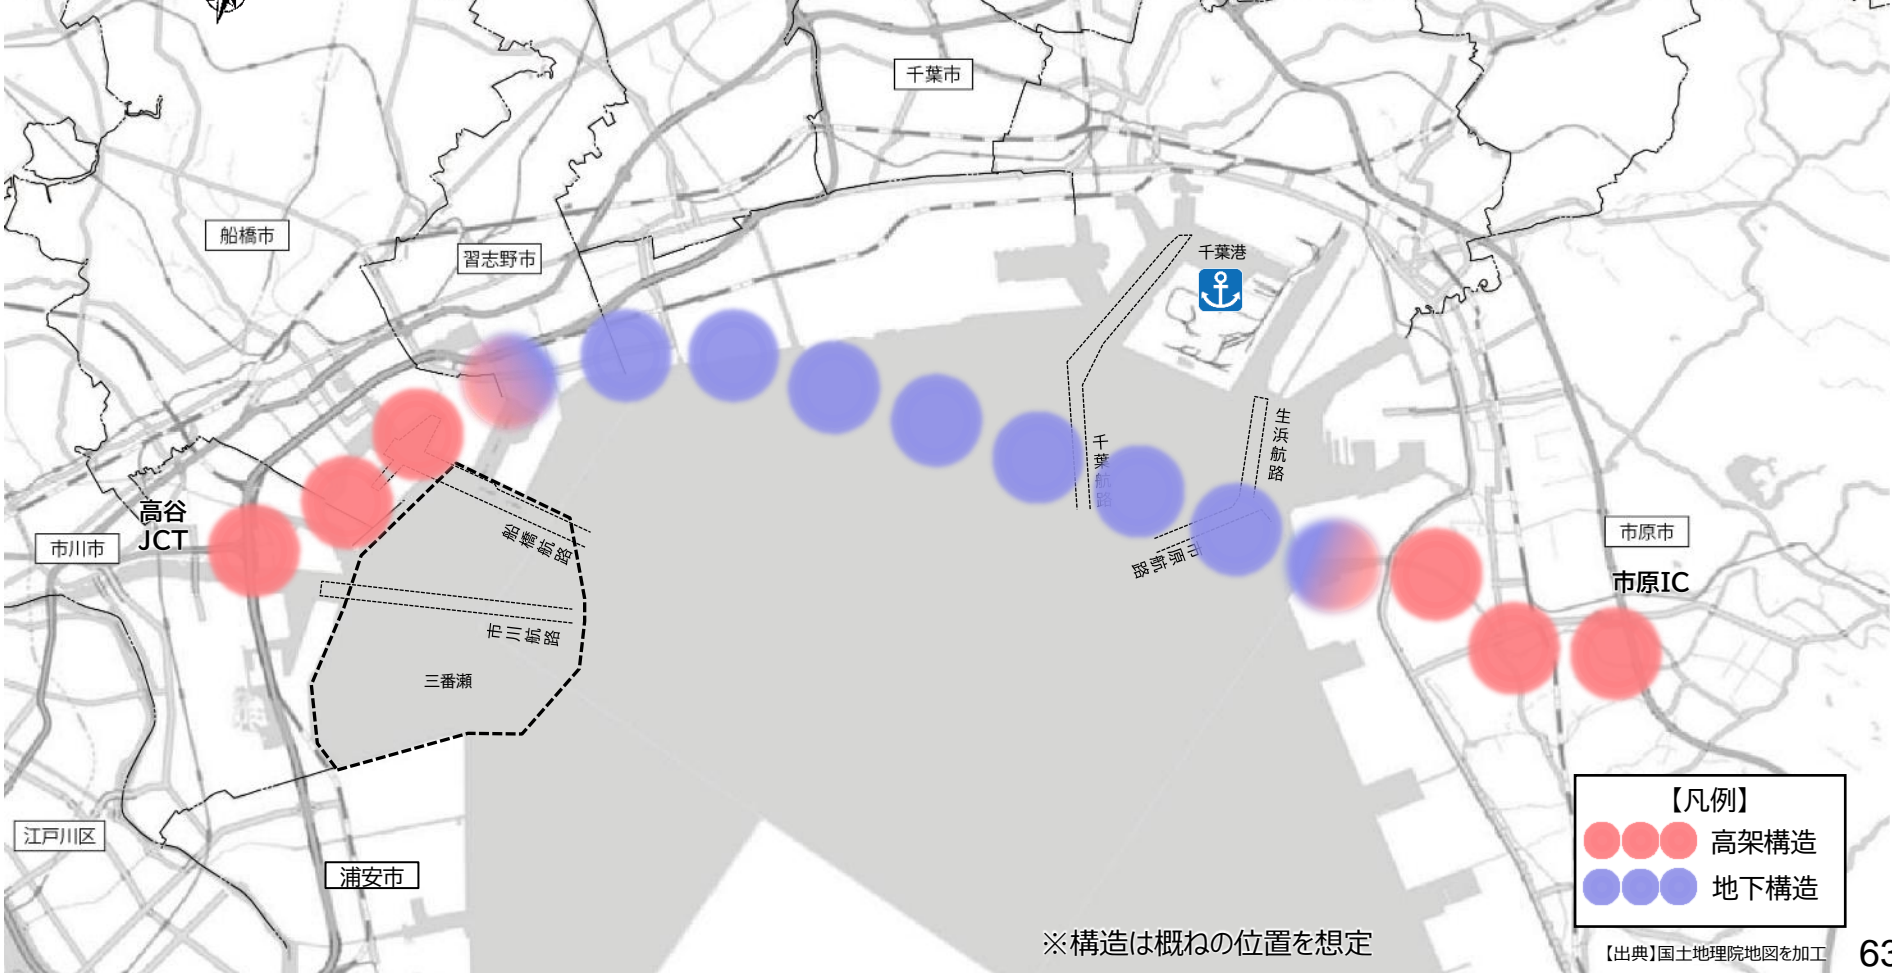 千葉市
船橋市
習志野市
千葉港
千葉航路
生浜航路
高谷
JCT
市川市
船橋航路
市原航路
市原市
市原IC
市川航路
三番瀬
江戸川区
浦安市
【凡例】
高架構造
地下構造
※構造は概ねの位置を想定
【出典】国土地理院地図を加工
63